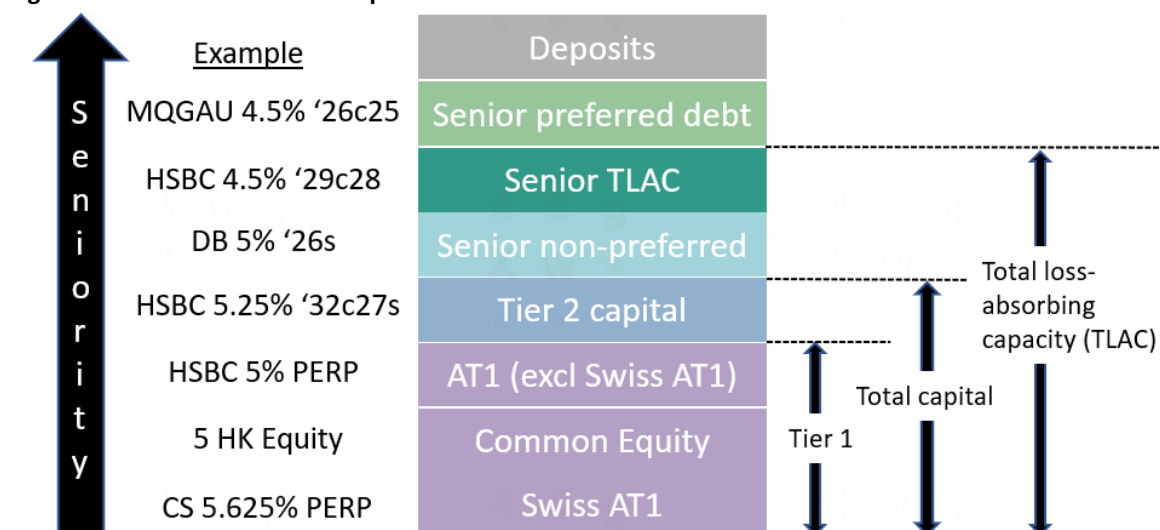 Example
Deposits
MQGAU 4.5% ‘26c25
Senior preferred debt
HSBC 4.5% ‘29c28
Senior TLAC
DB 5% ‘26s
Senior non-preferred
HSBC 5.25% ‘32c27s
Tier 2 capital
HSBC 5% PERP
AT1 (excl Swiss AT1)
5 HK Equity
Common Equity
CS 5.625% PERP
Swiss AT1
Seniority
Tier 1
Total capital
Total loss-
absorbing
capacity (TLAC)